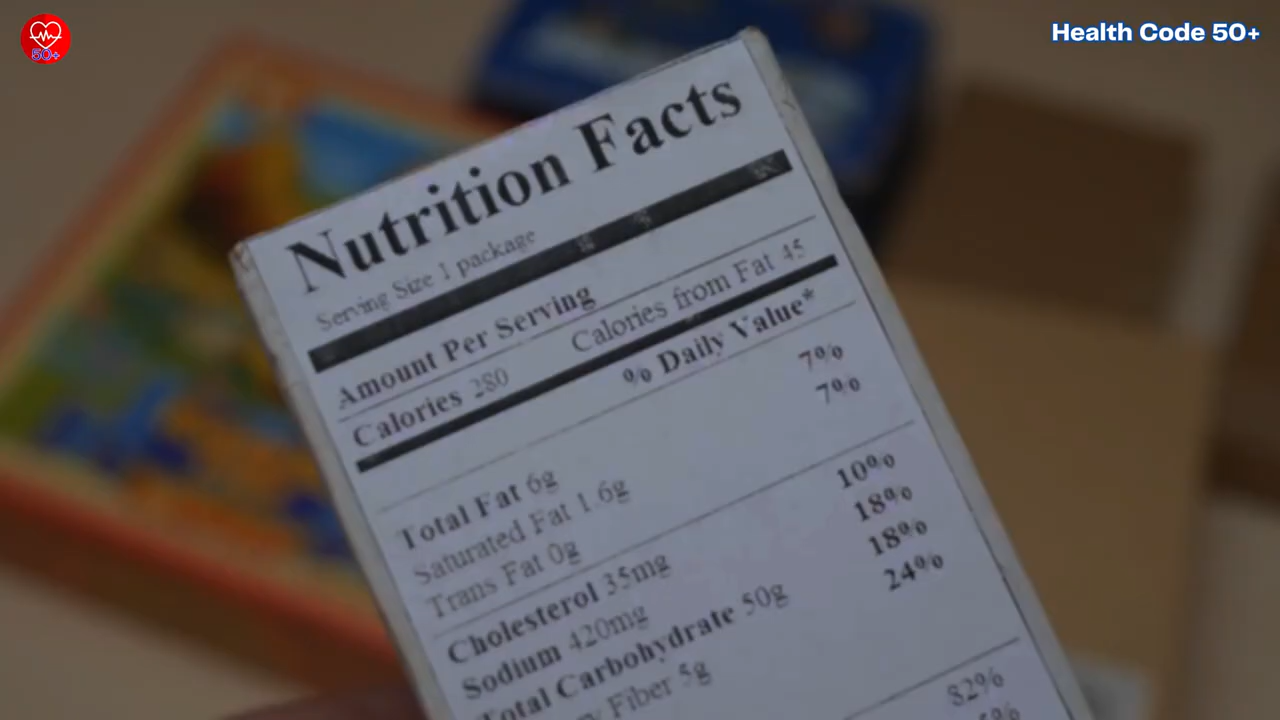 50+
Health Code 50+
Nutrition Facts
Serving Size 1 package
Amount Per Serving
Calories 280
Calories from Fat 45
% Daily Value*
Total Fat 6g
7%
Saturated Fat 1.6g
7%
Trans Fat 0g
Cholesterol 35mg
10%
Sodium 420mg
18%
Total Carbohydrate 50g
18%
Fiber 5g
24%
82%